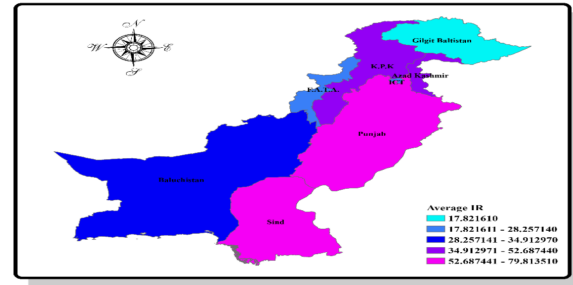 N
W E
S
Gilgit Baltistan
K.P.K
Azad Kashmir
ICT
F.A.T.A.
Punjab
Balochistan
Sind
Average IR
17.821610
17.821611 - 28.257140
28.257141 - 34.912970
34.912971 - 52.687440
52.687441 - 79.813510